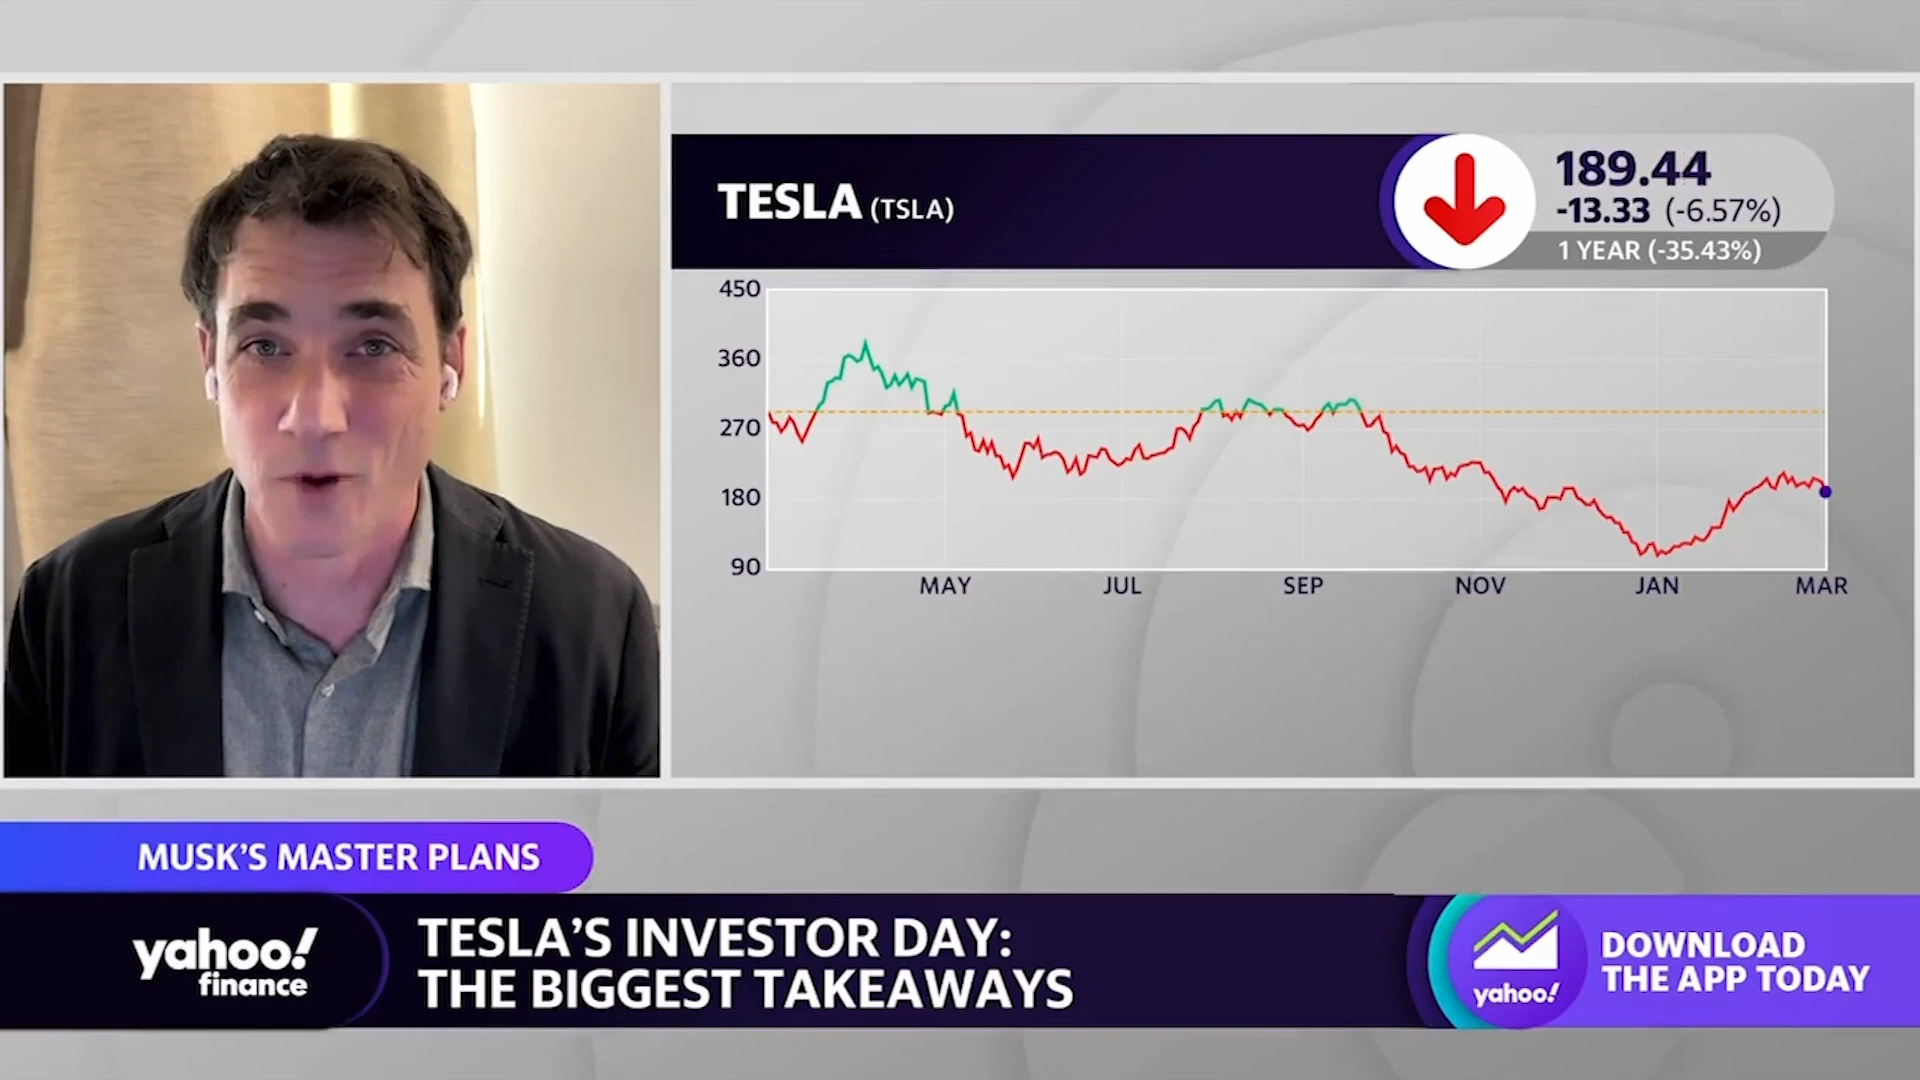 TESLA (TSLA)
189.44
-13.33 (-6.57%)
1 YEAR (-35.43%)
450
360
270
180
90
MAY JUL SEP NOV JAN MAR
MUSK'S MASTER PLANS
yahoo!
finance
TESLA'S INVESTOR DAY:
THE BIGGEST TAKEAWAYS
yahoo!
DOWNLOAD
THE APP TODAY